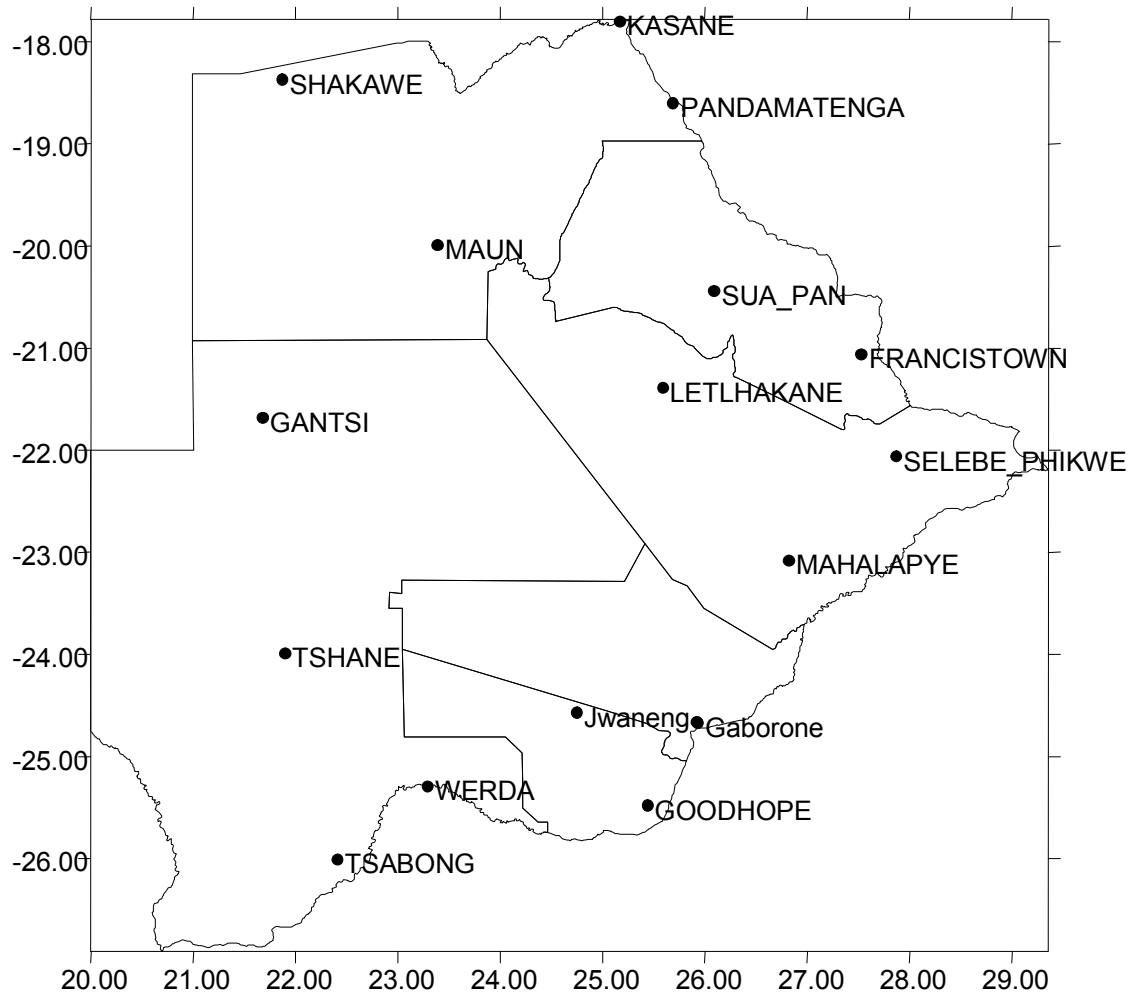 KASANE
-18.00
SHAKAWE
PANDAMATENGA
-19.00
-20.00
MAUN
SUA_PAN
-21.00
FRANCISTOWN
LETLHAKANE
GANTSI
-22.00
SELEBE_PHIKWE
-23.00
MAHALAPYE
-24.00
TSHANE
Jwaneng
Gaborone
-25.00
WERDA
GOODHOPE
-26.00
TSABONG
20.00 21.00 22.00 23.00 24.00 25.00 26.00 27.00 28.00 29.00